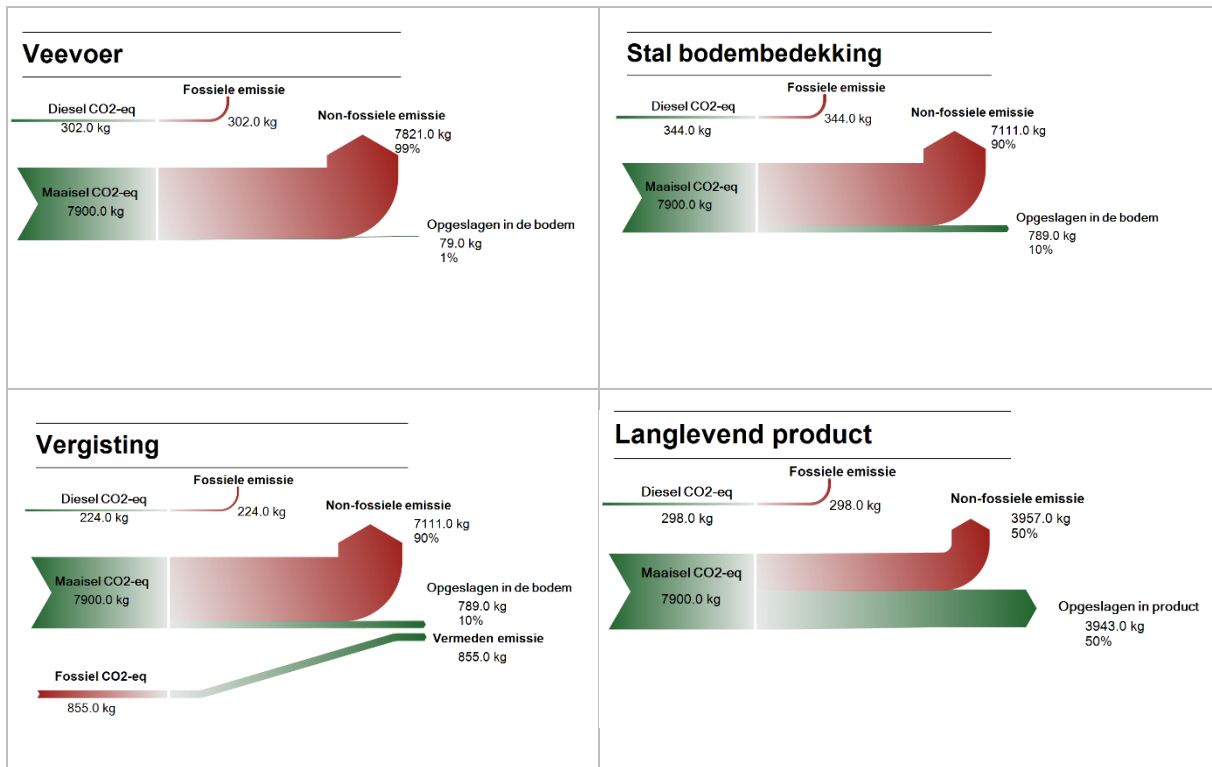 Veevoer
Fossiele emissie
Diesel CO2-eq
302.0 kg
302.0 kg
Non-fossiele emissie
7821.0 kg
99%
Maaisel CO2-eq
7900.0 kg
Opgeslagen in de bodem
79.0 kg
1%
Stal bodembedekking
Fossiele emissie
Diesel CO2-eq
344.0 kg
344.0 kg
Non-fossiele emissie
7111.0 kg
90%
Maaisel CO2-eq
7900.0 kg
Opgeslagen in de bodem
789.0 kg
10%
Vergisting
Fossiele emissie
Diesel CO2-eq
224.0 kg
224.0 kg
Non-fossiele emissie
7111.0 kg
90%
Maaisel CO2-eq
7900.0 kg
Opgeslagen in de bodem
789.0 kg
10%
Vermeden emissie
855.0 kg
Fossiel CO2-eq
855.0 kg
Langlevend product
Fossiele emissie
Diesel CO2-eq
298.0 kg
298.0 kg
Non-fossiele emissie
3957.0 kg
50%
Maaisel CO2-eq
7900.0 kg
Opgeslagen in product
3943.0 kg
50%